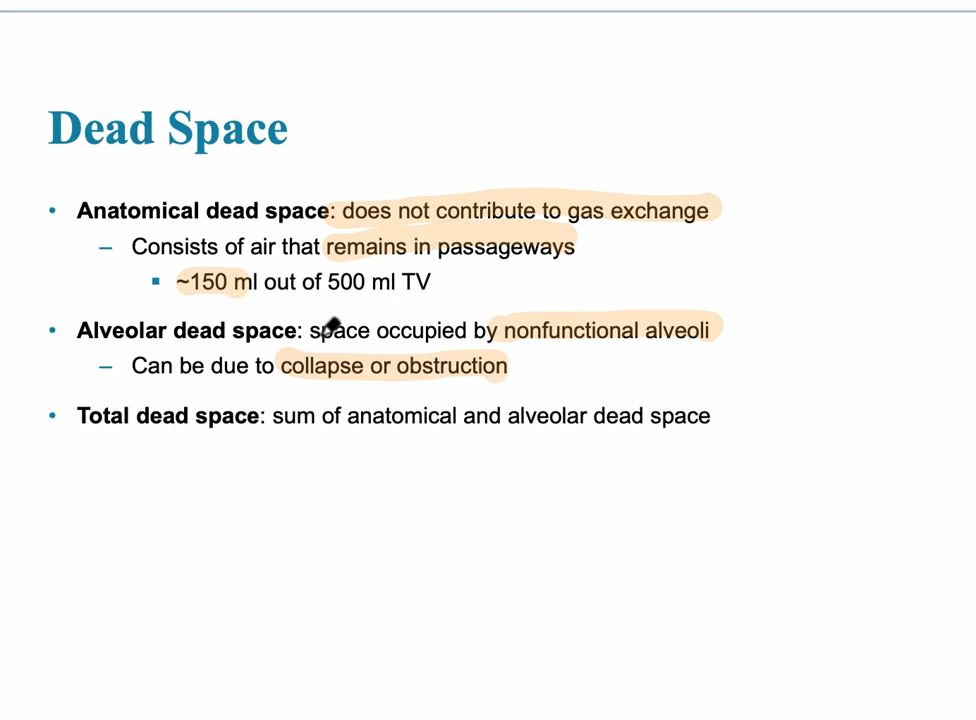 Dead Space
• Anatomical dead space: does not contribute to gas exchange
– Consists of air that remains in passageways
▪ ~150 ml out of 500 ml TV
• Alveolar dead space: space occupied by nonfunctional alveoli
– Can be due to collapse or obstruction
• Total dead space: sum of anatomical and alveolar dead space